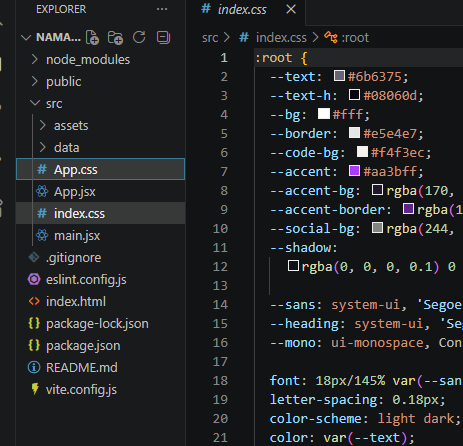 EXPLORER
NAMA...
node_modules
public
src
assets
data
# App.css
App.jsx
# index.css
main.jsx
.gitignore
eslint.config.js
<> index.html
{} package-lock.json
{} package.json
README.md
vite.config.js
# index.css
src > # index.css > :root
1 :root {
2 --text: #6b6375;
3 --text-h: #08060d;
4 --bg: #fff;
5 --border: #e5e4e7;
6 --code-bg: #f4f3ec;
7 --accent: #aa3bff;
8 --accent-bg: rgba(170,
9 --accent-border: rgba(1
10 --social-bg: rgba(244,
11 --shadow:
12 rgba(0, 0, 0, 0.1) 0
13
14 --sans: system-ui, 'Segoe
15 --heading: system-ui, 'Seg
16 --mono: ui-monospace, Con
17
18 font: 18px/145% var(--san
19 letter-spacing: 0.18px;
20 color-scheme: light dark;
21 color: var(--text);